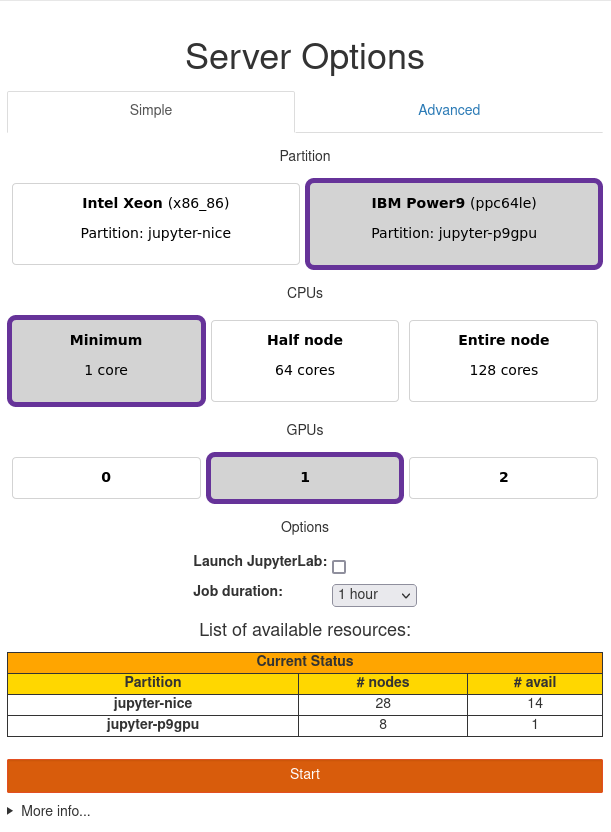 Server Options
Simple Advanced
Partition
Intel Xeon (x86_86) IBM Power9 (ppc64le)
Partition: jupyter-nice Partition: jupyter-p9gpu
CPUs
Minimum Half node Entire node
1 core 64 cores 128 cores
GPUs
0 1 2
Options
Launch JupyterLab:
Job duration: 1 hour
List of available resources:
Current Status
Partition # nodes # avail
jupyter-nice 28 14
jupyter-p9gpu 8 1
Start
More info...